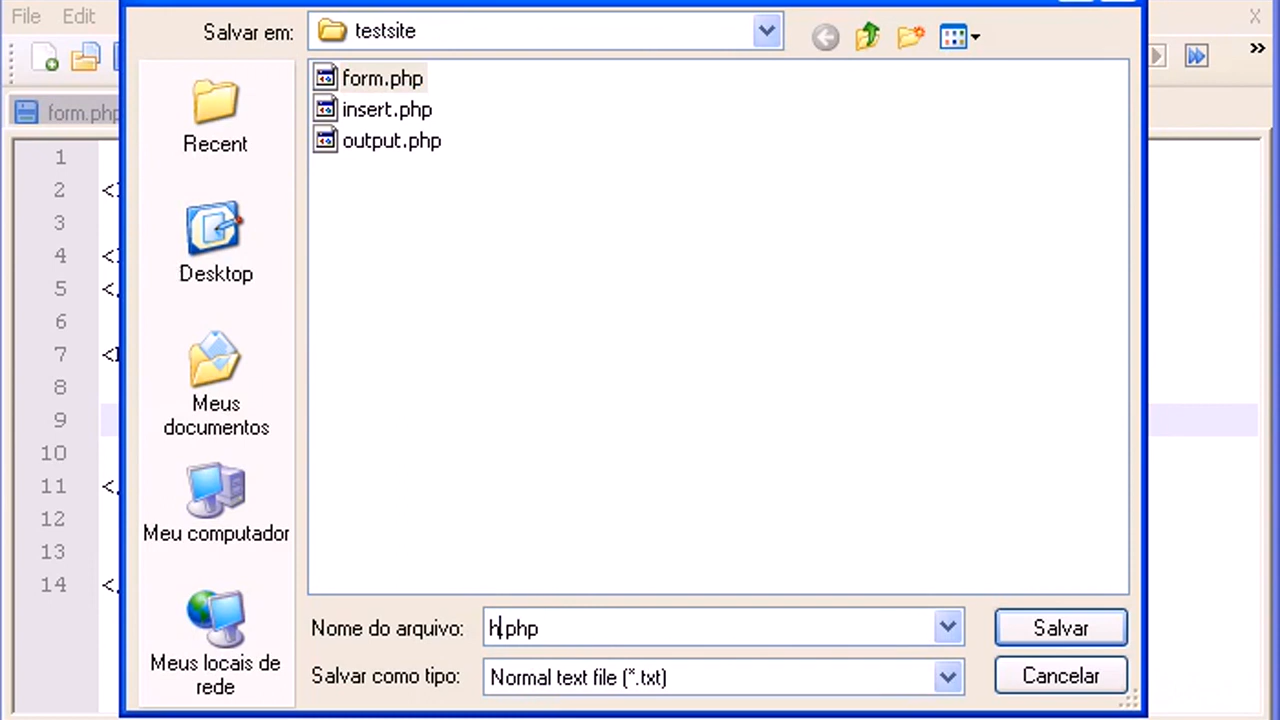 File Edit X
Salvar em: testsite
»
form.php
form.php
insert.php
output.php
Recent
Desktop
Meus
documentos
Meu computador
Meus locais de
rede
1
2 <
3
4 <
5 <
6
7 <
8
9
10
11 <
12
13
14 <
Nome do arquivo: h.php Salvar
Salvar como tipo: Normal text file (*.txt) Cancelar